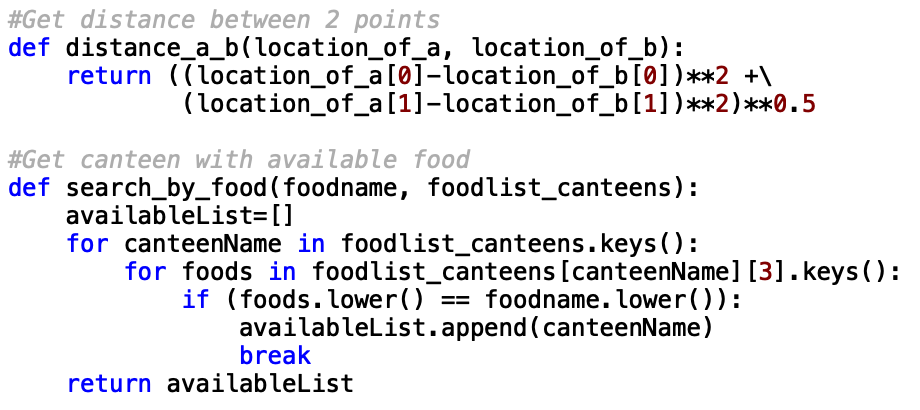 #Get distance between 2 points
def distance_a_b(location_of_a, location_of_b):
    return ((location_of_a[0]-location_of_b[0])**2 +\
            (location_of_a[1]-location_of_b[1])**2)**0.5

#Get canteen with available food
def search_by_food(foodname, foodlist_canteens):
    availableList=[]
    for canteenName in foodlist_canteens.keys():
        for foods in foodlist_canteens[canteenName][3].keys():
            if (foods.lower() == foodname.lower()):
                availableList.append(canteenName)
                break
    return availableList